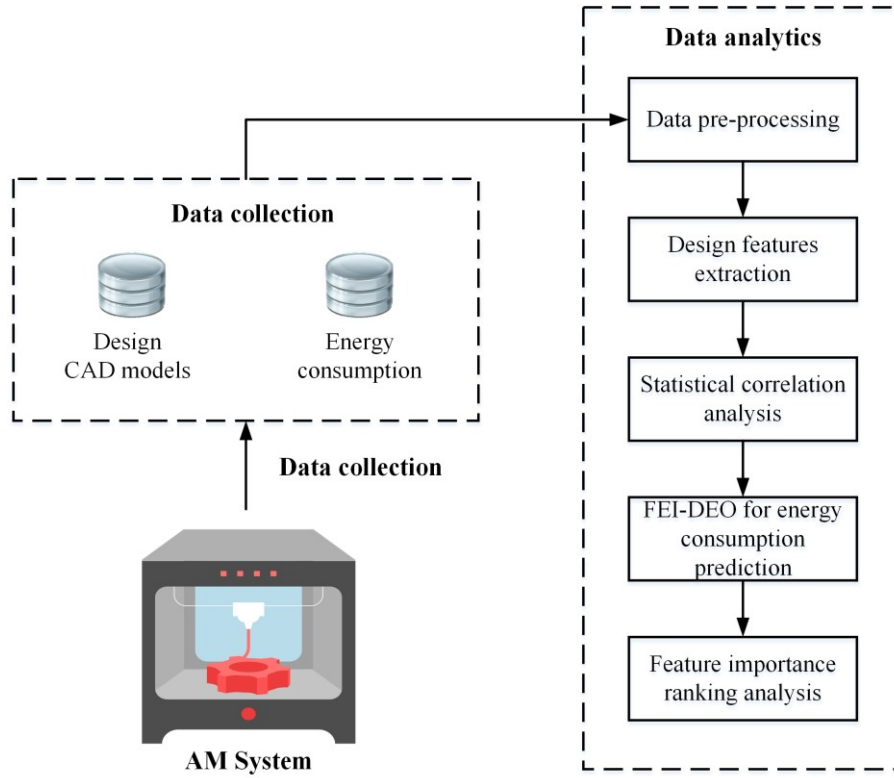 Data analytics
Data pre-processing
Design features
extraction
Statistical correlation
analysis
FEI-DEO for energy
consumption
prediction
Feature importance
ranking analysis
Data collection
Design
CAD models
Energy
consumption
Data collection
AM System